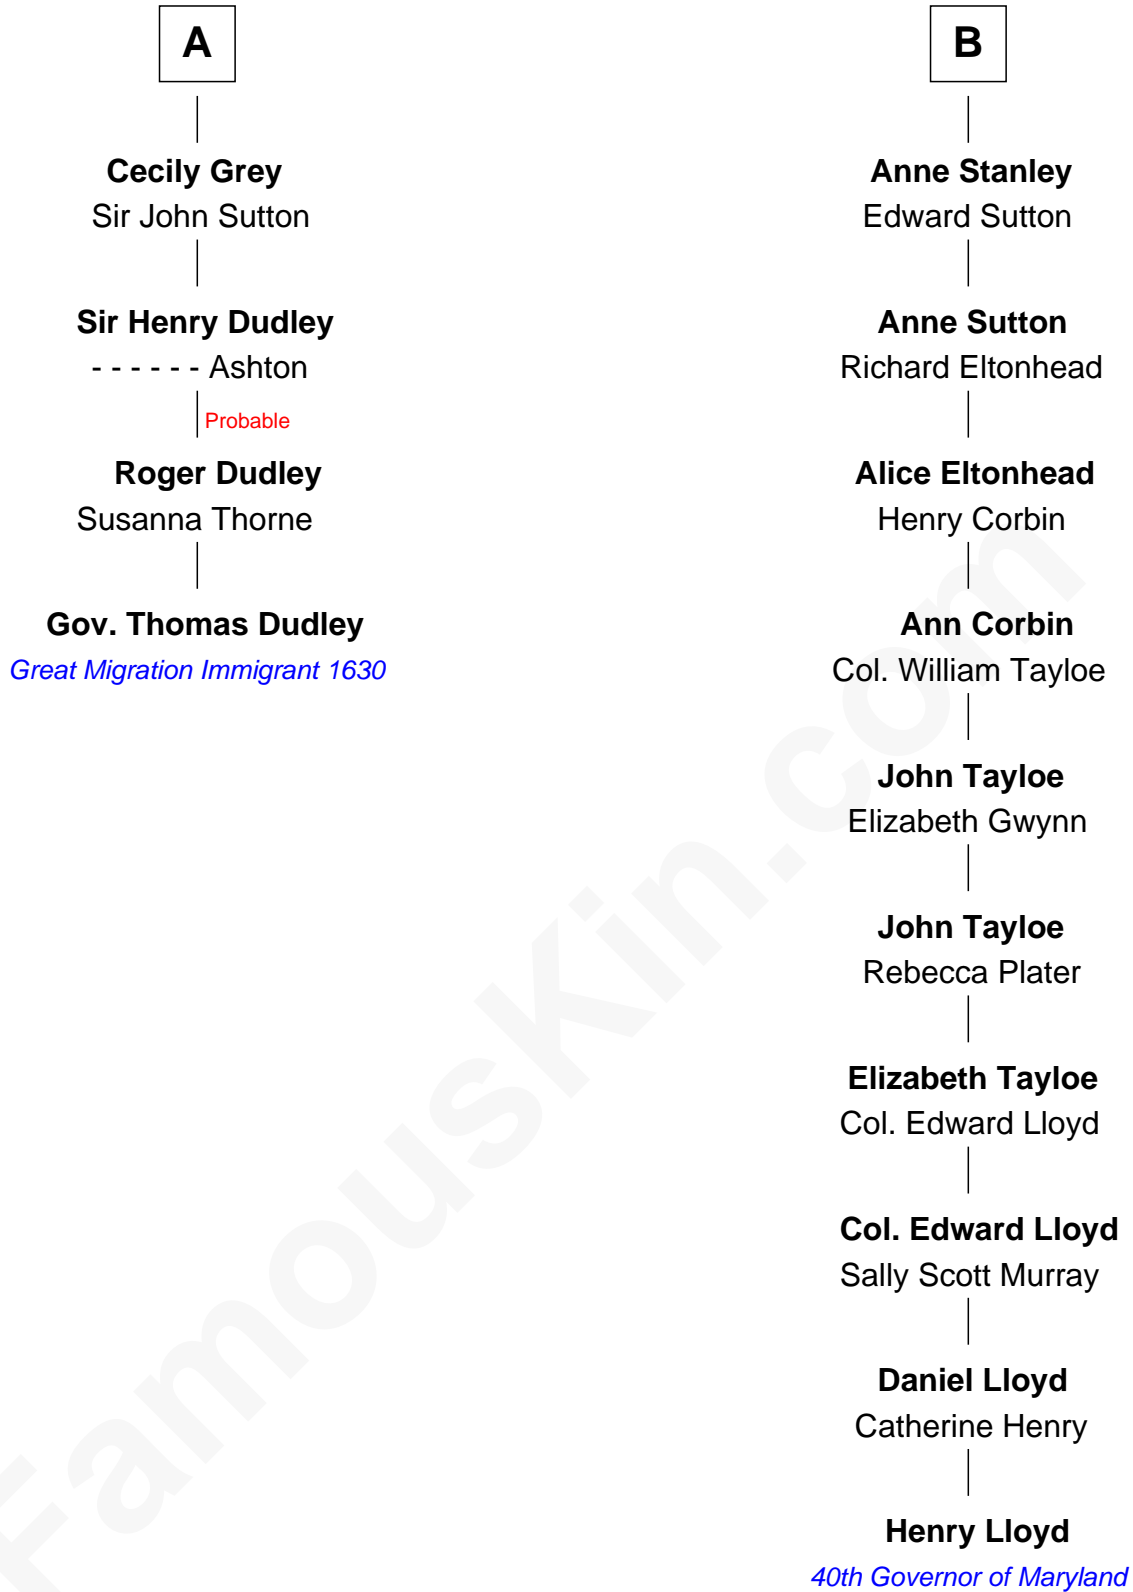 A
Cecily Grey
Sir John Sutton
Sir Henry Dudley
- - - - - - Ashton
Probable
Roger Dudley
Susanna Thorne
Gov. Thomas Dudley
Great Migration Immigrant 1630
B
Anne Stanley
Edward Sutton
Anne Sutton
Richard Eltonhead
Alice Eltonhead
Henry Corbin
Ann Corbin
Col. William Tayloe
John Tayloe
Elizabeth Gwynn
John Tayloe
Rebecca Plater
Elizabeth Tayloe
Col. Edward Lloyd
Col. Edward Lloyd
Sally Scott Murray
Daniel Lloyd
Catherine Henry
Henry Lloyd
40th Governor of Maryland
FamousKin.com